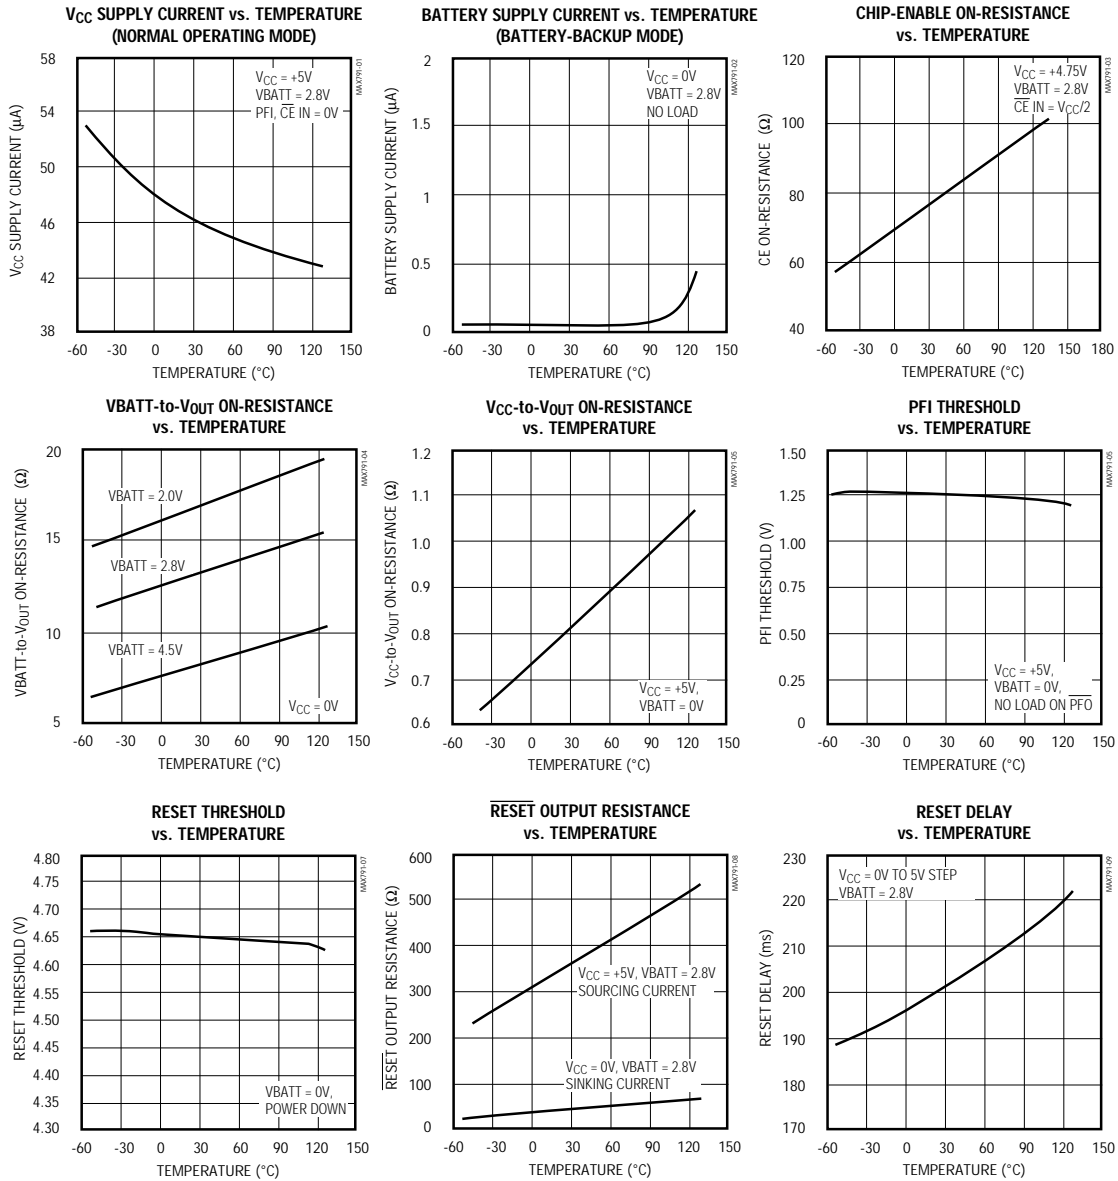 VCC SUPPLY CURRENT vs. TEMPERATURE
(NORMAL OPERATING MODE)
58
54
50
46
42
38
VCC SUPPLY CURRENT (µA)
VCC = +5V
VBATT = 2.8V
PFI, CE IN = 0V
MAX791-01
-60 -30 0 30 60 90 120 150
TEMPERATURE (°C)
BATTERY SUPPLY CURRENT vs. TEMPERATURE
(BATTERY-BACKUP MODE)
2
1.5
1
0.5
0
BATTERY SUPPLY CURRENT (µA)
VCC = 0V
VBATT = 2.8V
NO LOAD
MAX791-02
-60 -30 0 30 60 90 120 150
TEMPERATURE (°C)
CHIP-ENABLE ON-RESISTANCE
vs. TEMPERATURE
120
100
80
60
40
CE ON-RESISTANCE (Ω)
VCC = +4.75V
VBATT = 2.8V
CE IN = VCC/2
MAX791-03
-60 -30 0 30 60 90 120 150 180
TEMPERATURE (°C)
VBATT-to-VOUT ON-RESISTANCE
vs. TEMPERATURE
20
15
10
5
VBATT-to-VOUT ON-RESISTANCE (Ω)
VBATT = 2.0V
VBATT = 2.8V
VBATT = 4.5V
VCC = 0V
MAX791-04
-60 -30 0 30 60 90 120 150
TEMPERATURE (°C)
VCC-to-VOUT ON-RESISTANCE
vs. TEMPERATURE
1.2
1.1
1.0
0.9
0.8
0.7
0.6
VCC-to-VOUT ON-RESISTANCE (Ω)
VCC = +5V,
VBATT = 0V
MAX791-05
-60 -30 0 30 60 90 120 150
TEMPERATURE (°C)
PFI THRESHOLD
vs. TEMPERATURE
1.50
1.25
1.00
0.75
0.50
0.25
0
PFI THRESHOLD (V)
VCC = +5V,
VBATT = 0V,
NO LOAD ON PFO
MAX791-05
-60 -30 0 30 60 90 120 150
TEMPERATURE (°C)
RESET THRESHOLD
vs. TEMPERATURE
4.80
4.75
4.70
4.65
4.60
4.55
4.50
4.45
4.40
4.35
4.30
RESET THRESHOLD (V)
VBATT = 0V,
POWER DOWN
MAX791-07
-60 -30 0 30 60 90 120 150
TEMPERATURE (°C)
RESET OUTPUT RESISTANCE
vs. TEMPERATURE
600
500
400
300
200
100
0
RESET OUTPUT RESISTANCE (Ω)
VCC = +5V, VBATT = 2.8V
SOURCING CURRENT
VCC = 0V, VBATT = 2.8V
SINKING CURRENT
MAX791-08
-60 -30 0 30 60 90 120 150
TEMPERATURE (°C)
RESET DELAY
vs. TEMPERATURE
230
220
210
200
190
180
170
RESET DELAY (ms)
VCC = 0V TO 5V STEP
VBATT = 2.8V
MAX791-09
-60 -30 0 30 60 90 120 150
TEMPERATURE (°C)